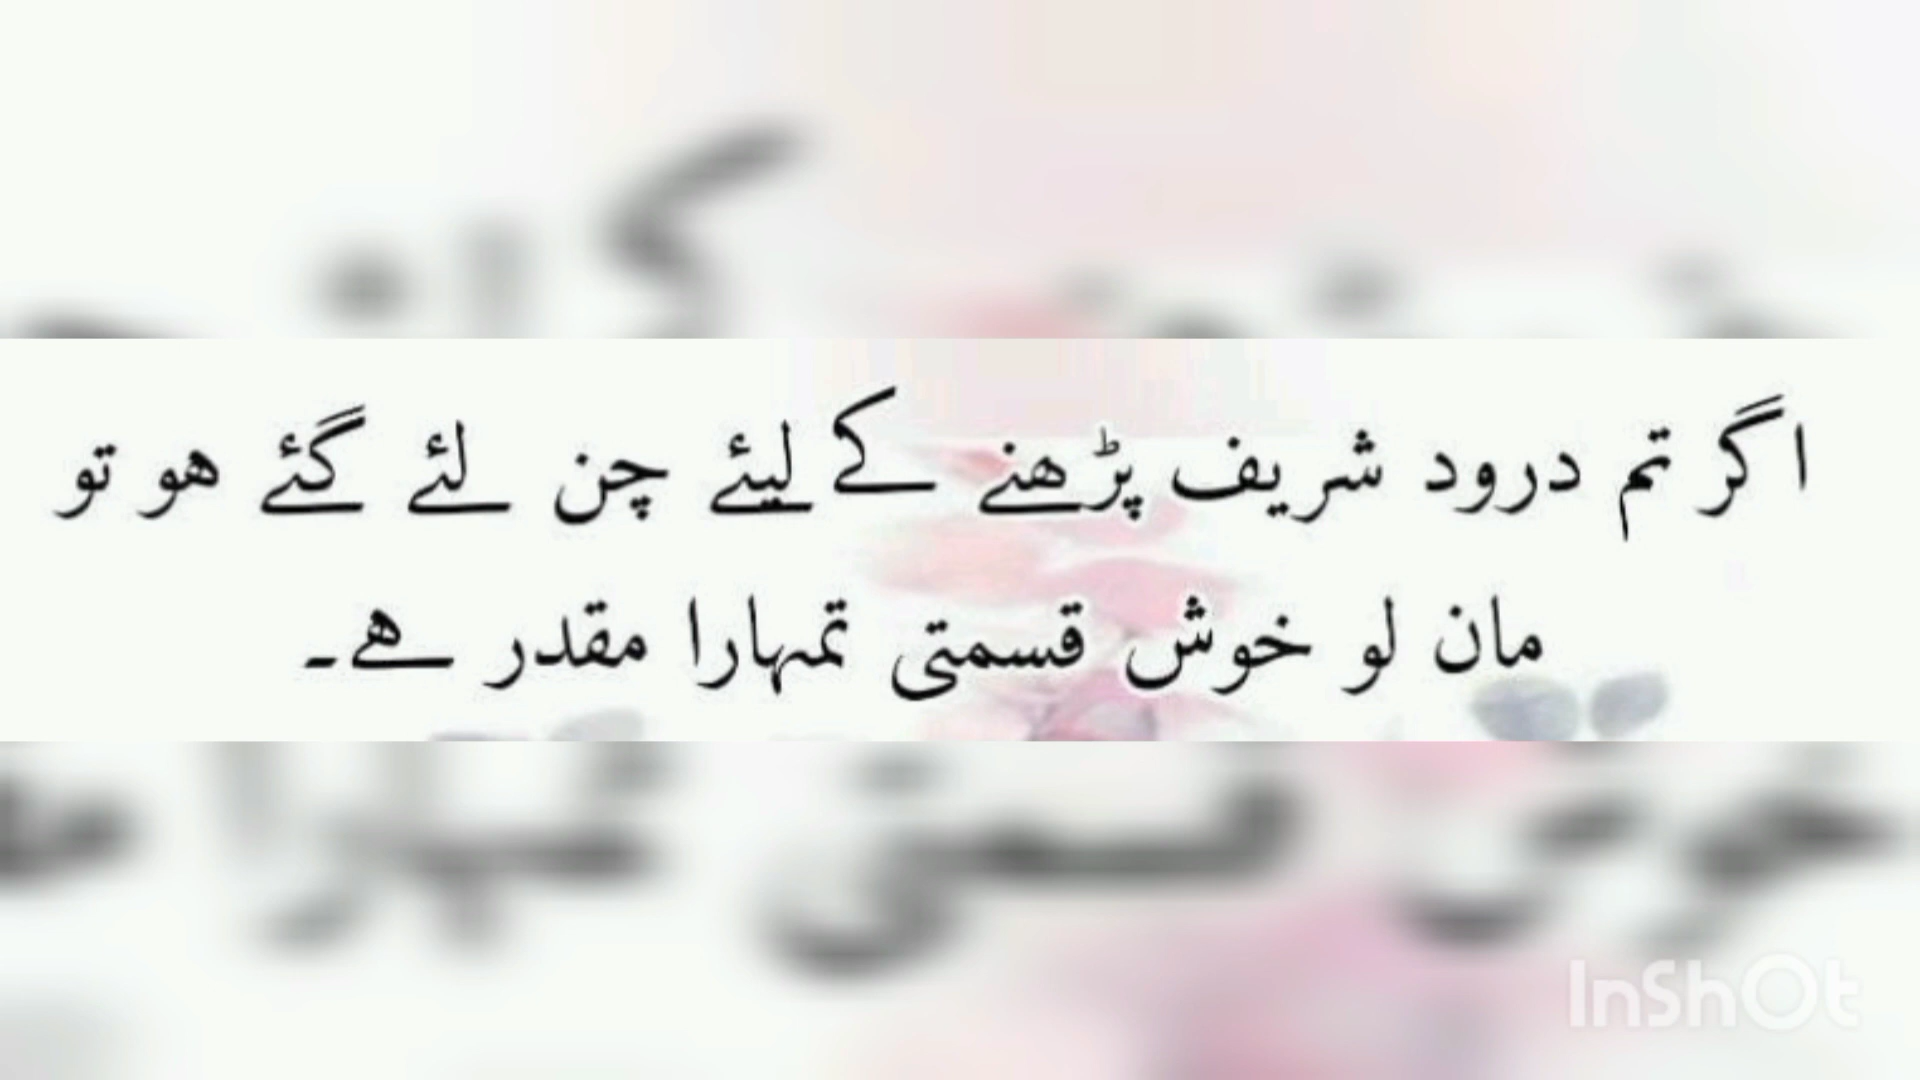 اگر تم درود شریف پڑھنے کے لیئے چن لئے گئے ھو تو
مان لو خوش قسمتی تمہارا مقدر ھے۔
InShOt